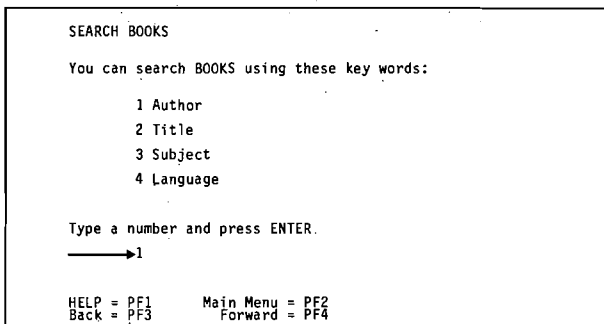 SEARCH BOOKS
You can search BOOKS using these key words:
1 Author
2 Title
3 Subject
4 Language
Type a number and press ENTER.
1
HELP = PF1 Main Menu = PF2
Back = PF3 Forward = PF4